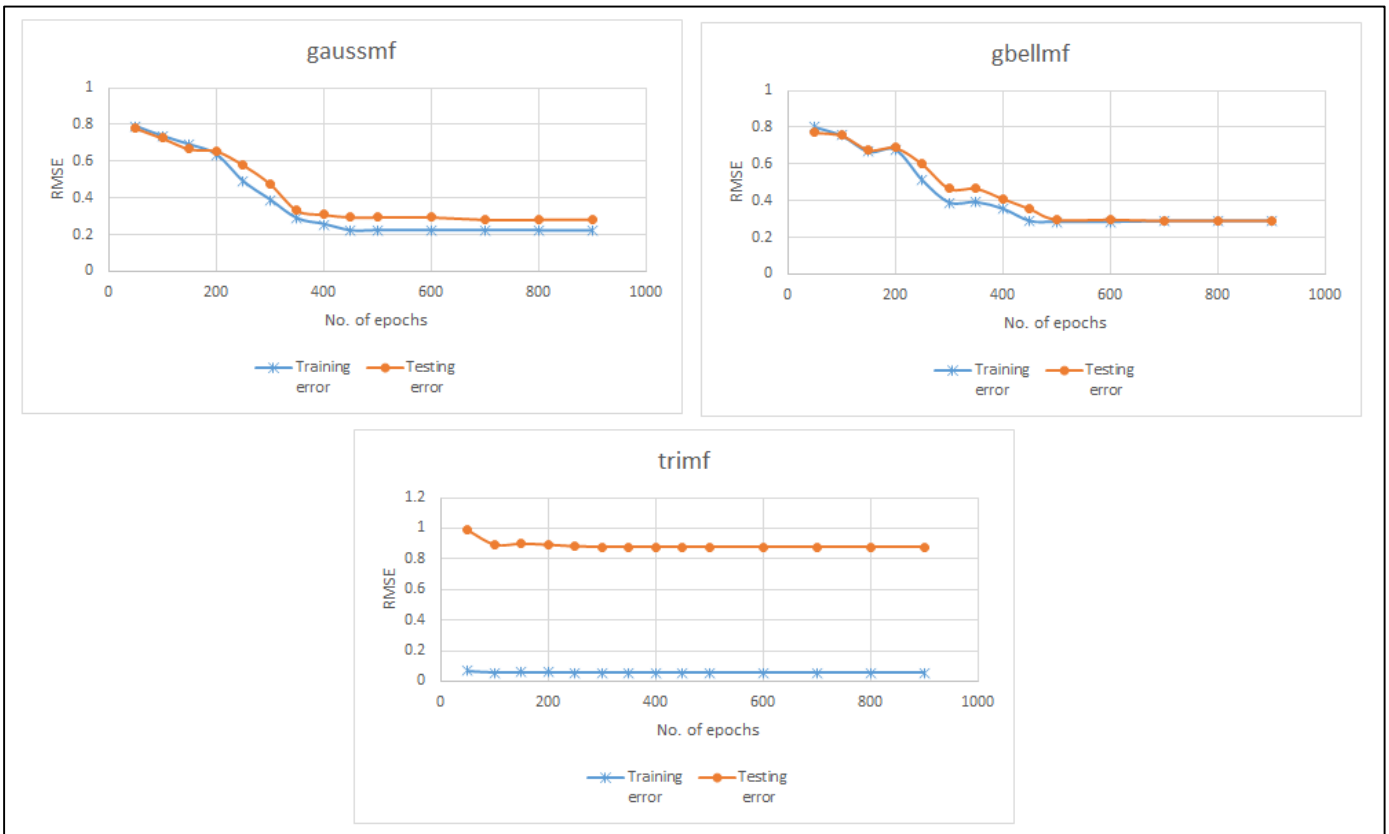 gaussmf
1
0.8
0.6
0.4
0.2
0
RMSE
0 200 400 600 800 1000
No. of epochs
Training error
Testing error
gbellmf
1
0.8
0.6
0.4
0.2
0
RMSE
0 200 400 600 800 1000
No. of epochs
Training error
Testing error
trimf
1.2
1
0.8
0.6
0.4
0.2
0
RMSE
0 200 400 600 800 1000
No. of epochs
Training error
Testing error